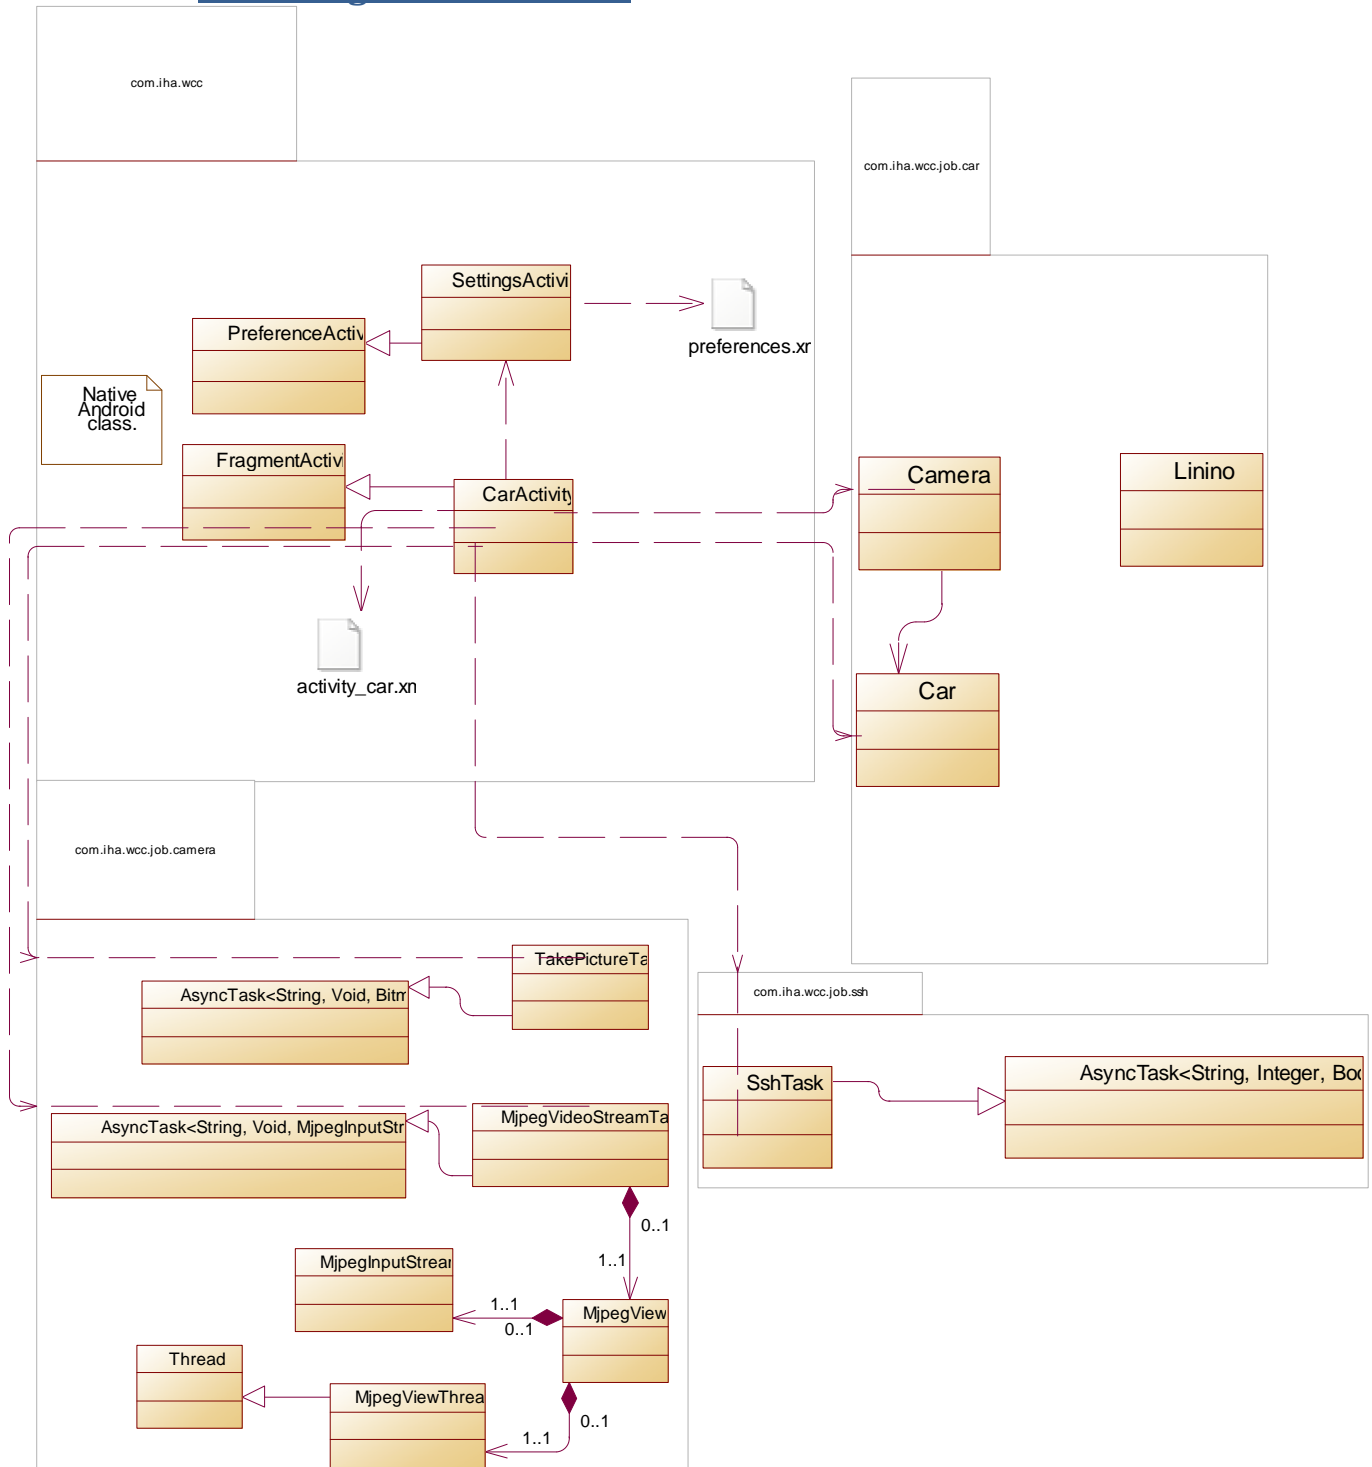 com.iha.wcc
com.iha.wcc.job.car
SettingsActivi
PreferenceActiv
preferences.xr
Native
Android
class.
FragmentActivi
CarActivity
Camera
Linino
Car
activity_car.xn
com.iha.wcc.job.camera
TakePictureTa
AsyncTask<String, Void, Bitm
com.iha.wcc.job.ssh
SshTask
AsyncTask<String, Integer, Boo
MjpegVideoStreamTa
AsyncTask<String, Void, MjpegInputStr
0..1
1..1
MjpegInputStrear
1..1
0..1
MjpegView
Thread
MjpegViewThrea
0..1
1..1